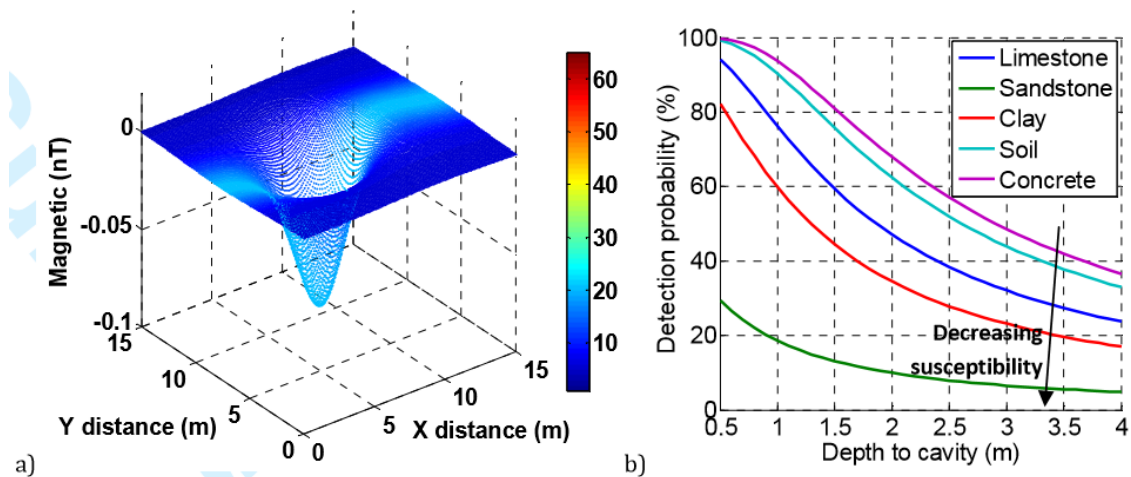 0
-0.05
-0.1
Magnetic (nT)
15
10
5
0
Y distance (m)
0
5
10
15
X distance (m)
60
50
40
30
20
10
a)
100
80
60
40
20
0
Detection probability (%)
Limestone
Sandstone
Clay
Soil
Concrete
Decreasing
susceptibility
0.5 1 1.5 2 2.5 3 3.5 4
Depth to cavity (m)
b)